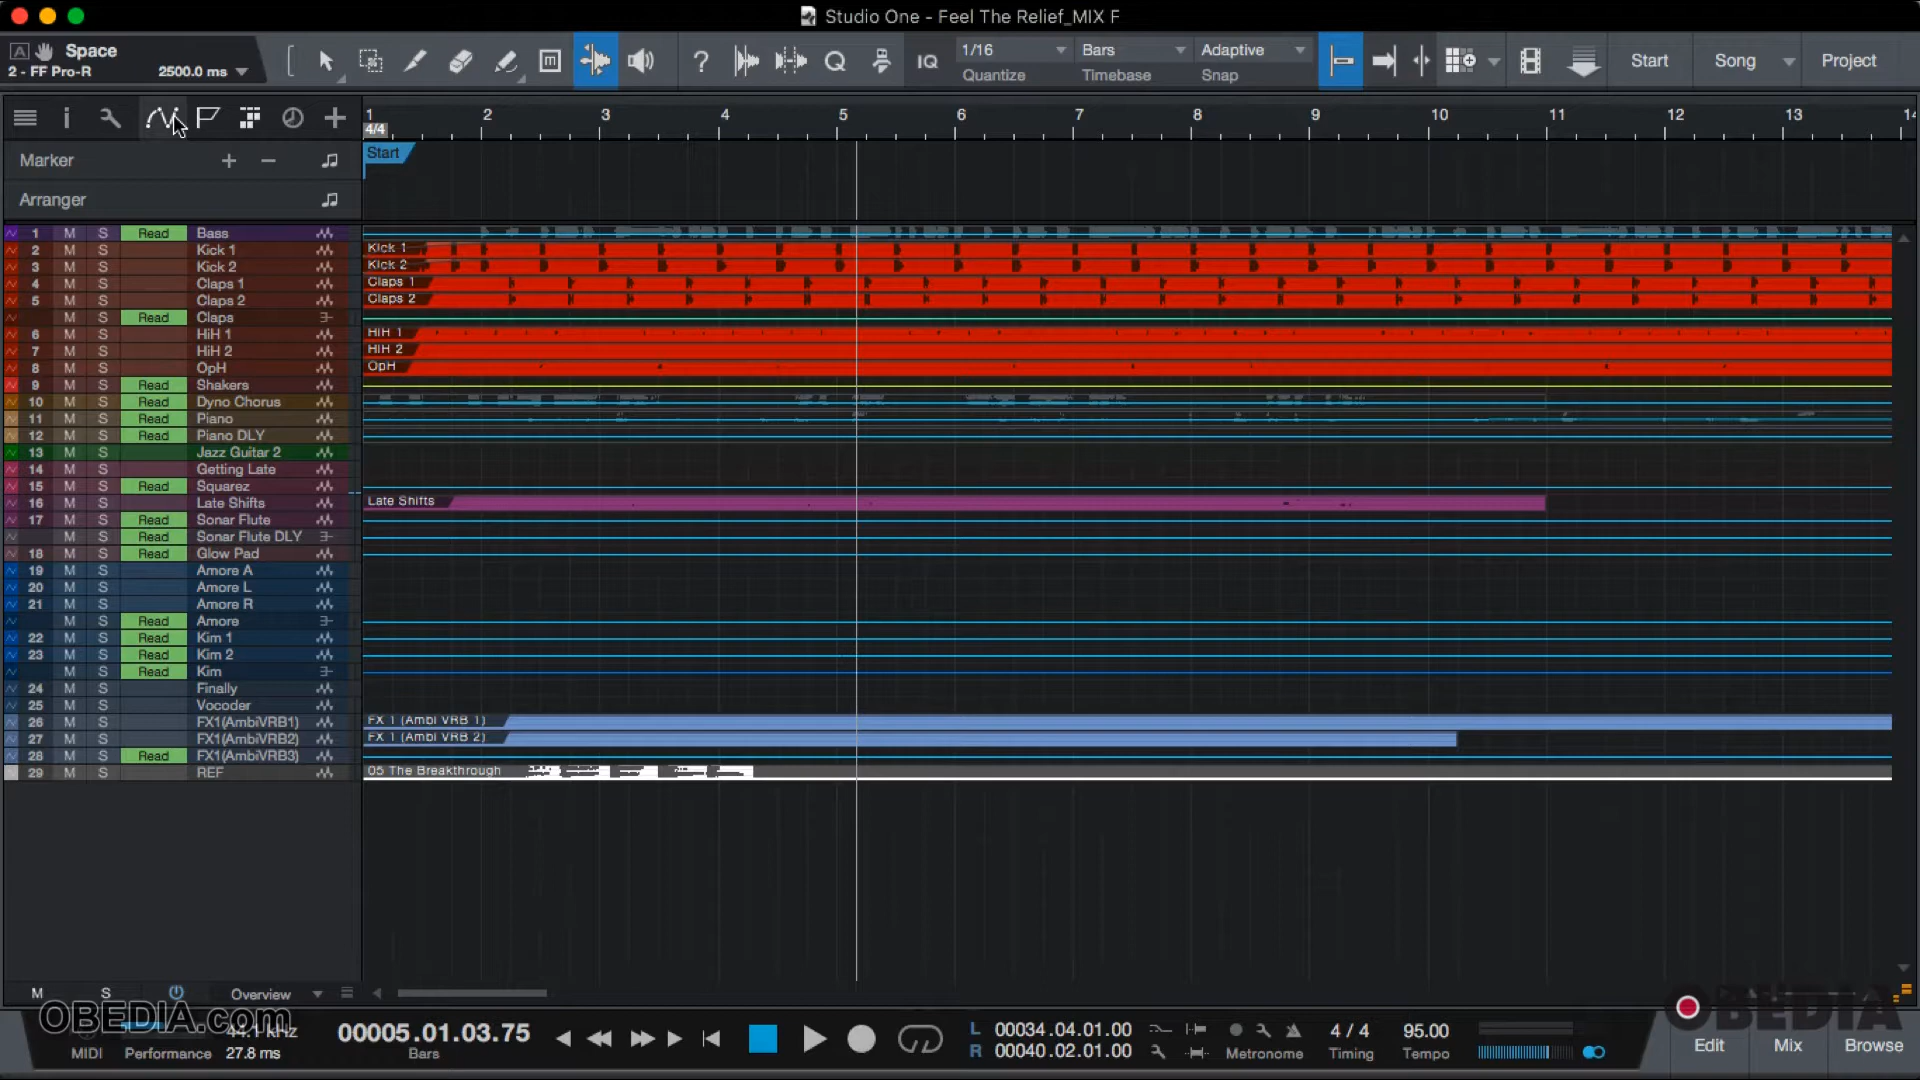 Studio One - Feel The Relief_MIX F
A Space
2 - FF Pro-R 2500.0 ms
? Q IQ
1/16 Bars Adaptive
Quantize Timebase Snap
Start Song Project
1 2 3 4 5 6 7 8 9 10 11 12 13 14
4/4
Marker Start
Arranger
1 M S Read Bass
2 M S Kick 1 Kick 1
3 M S Kick 2 Kick 2
4 M S Claps 1 Claps 1
5 M S Claps 2 Claps 2
M S Read Claps
6 M S HiH 1 HiH 1
7 M S HiH 2 HiH 2
8 M S OpH OpH
9 M S Read Shakers
10 M S Read Dyno Chorus
11 M S Read Piano
12 M S Read Piano DLY
13 M S Jazz Guitar 2
14 M S Getting Late
15 M S Read Squarez
16 M S Late Shifts Late Shifts
17 M S Read Sonar Flute
M S Read Sonar Flute DLY
18 M S Read Glow Pad
19 M S Amore A
20 M S Amore L
21 M S Amore R
M S Read Amore
22 M S Read Kim 1
23 M S Read Kim 2
M S Read Kim
24 M S Finally
25 M S Vocoder
26 M S FX1(AmbiVRB1) FX 1 (Ambi VRB 1)
27 M S FX1(AmbiVRB2) FX 1 (Ambi VRB 2)
28 M S Read FX1(AmbiVRB3)
29 M S REF 05 The Breakthrough
M S Overview
OBEDIA.com
44.1 kHz
MIDI Performance 27.8 ms
00005.01.03.75
Bars
L 00034.04.01.00
R 00040.02.01.00
Metronome
4 / 4
Timing
95.00
Tempo
OBEDIA
Edit Mix Browse